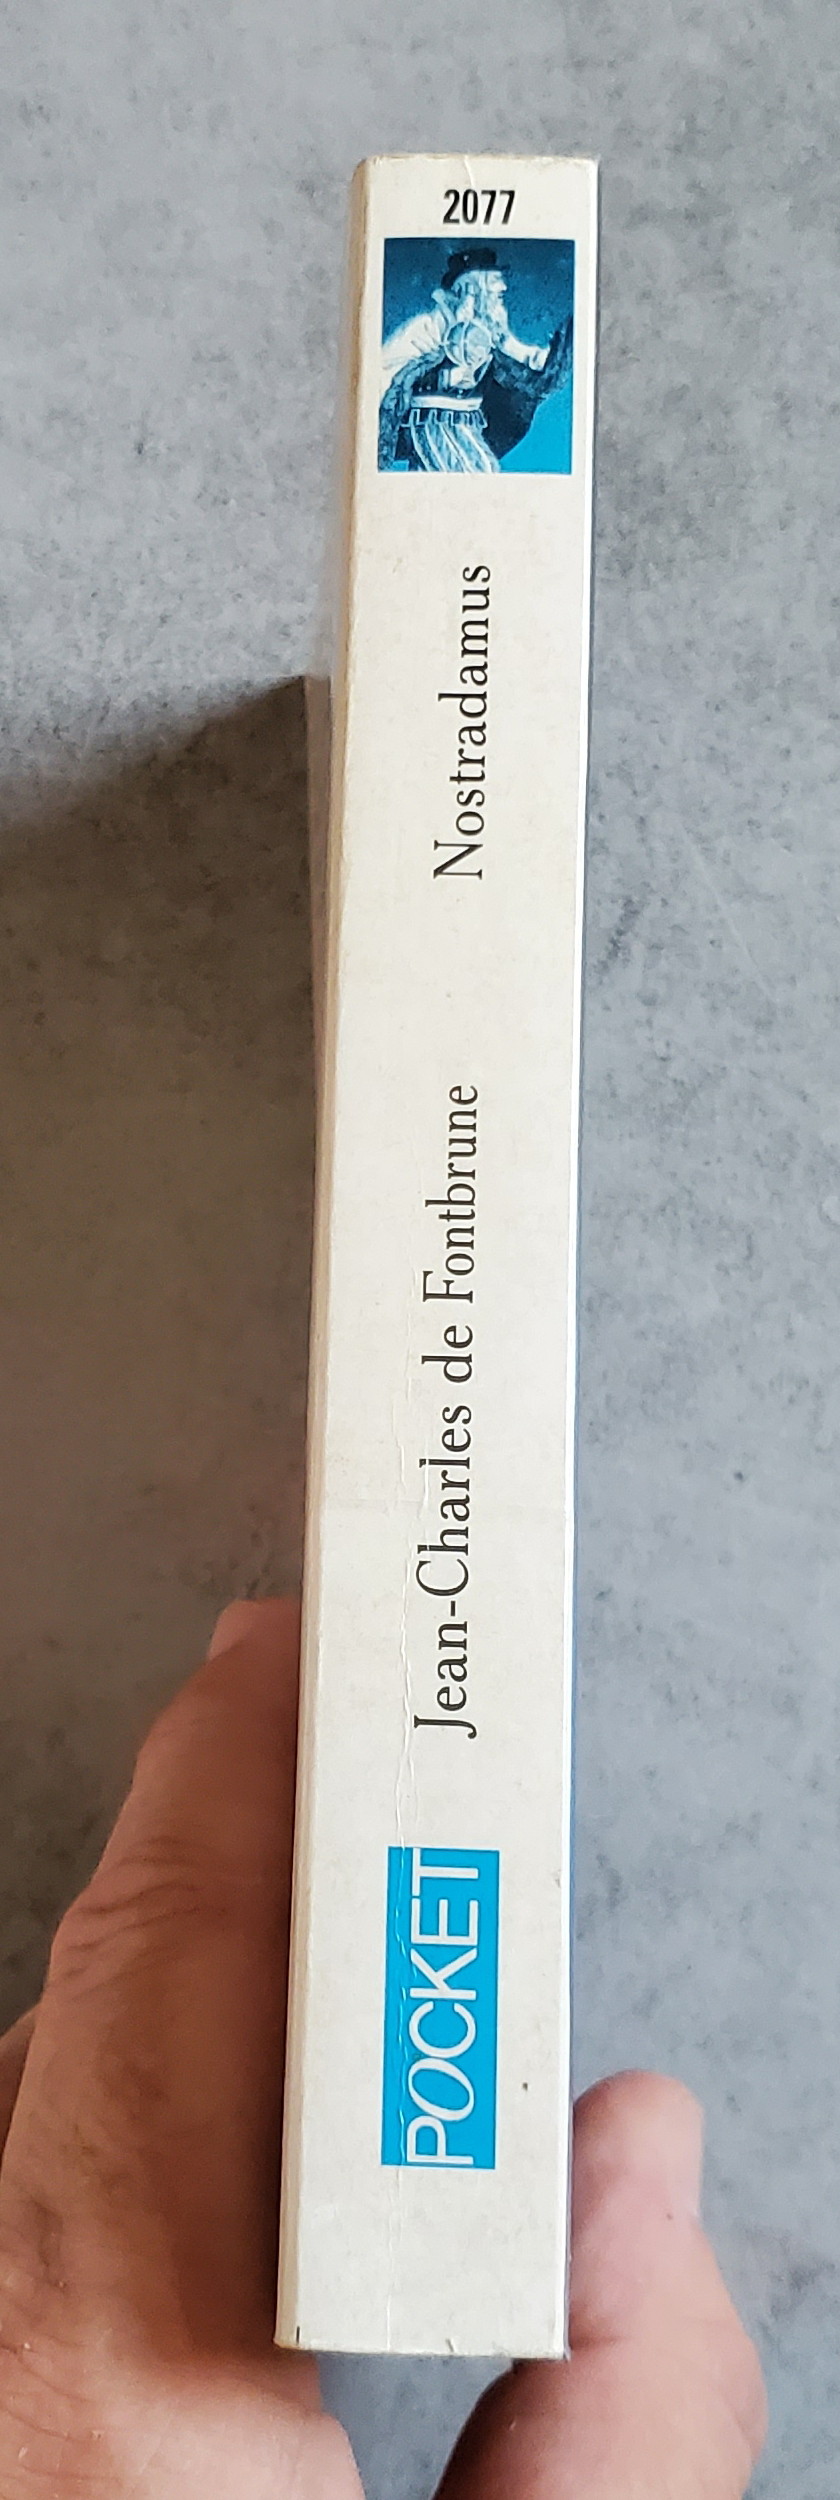 2077
Nostradamus
Jean-Charles de Fontbrune
POCKET